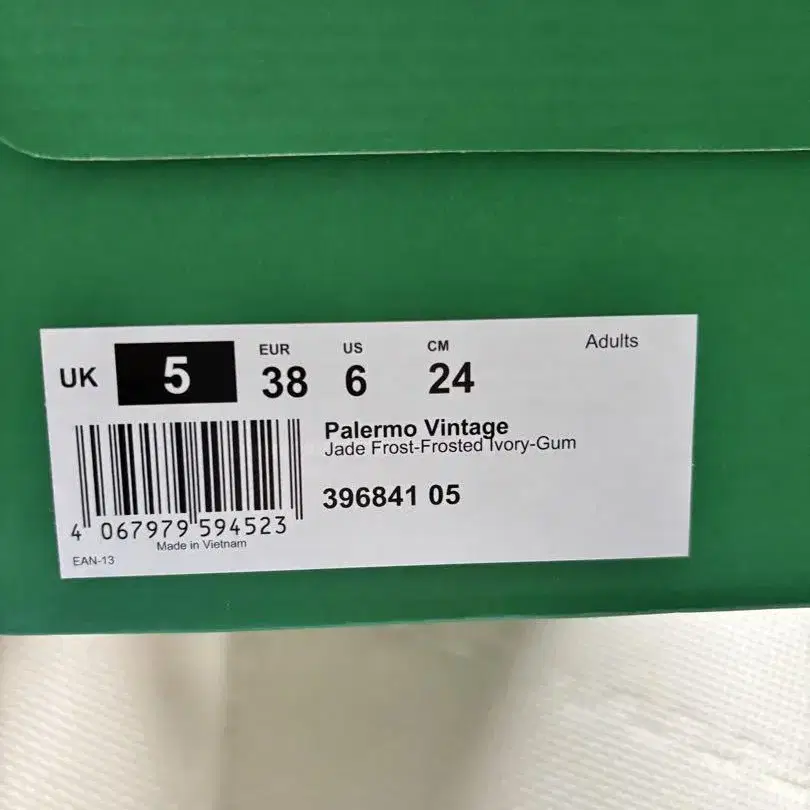 UK 5 EUR 38 US 6 CM 24 Adults
Palermo Vintage
Jade Frost-Frosted Ivory-Gum
396841 05
4 067979 594523
Made in Vietnam
EAN-13